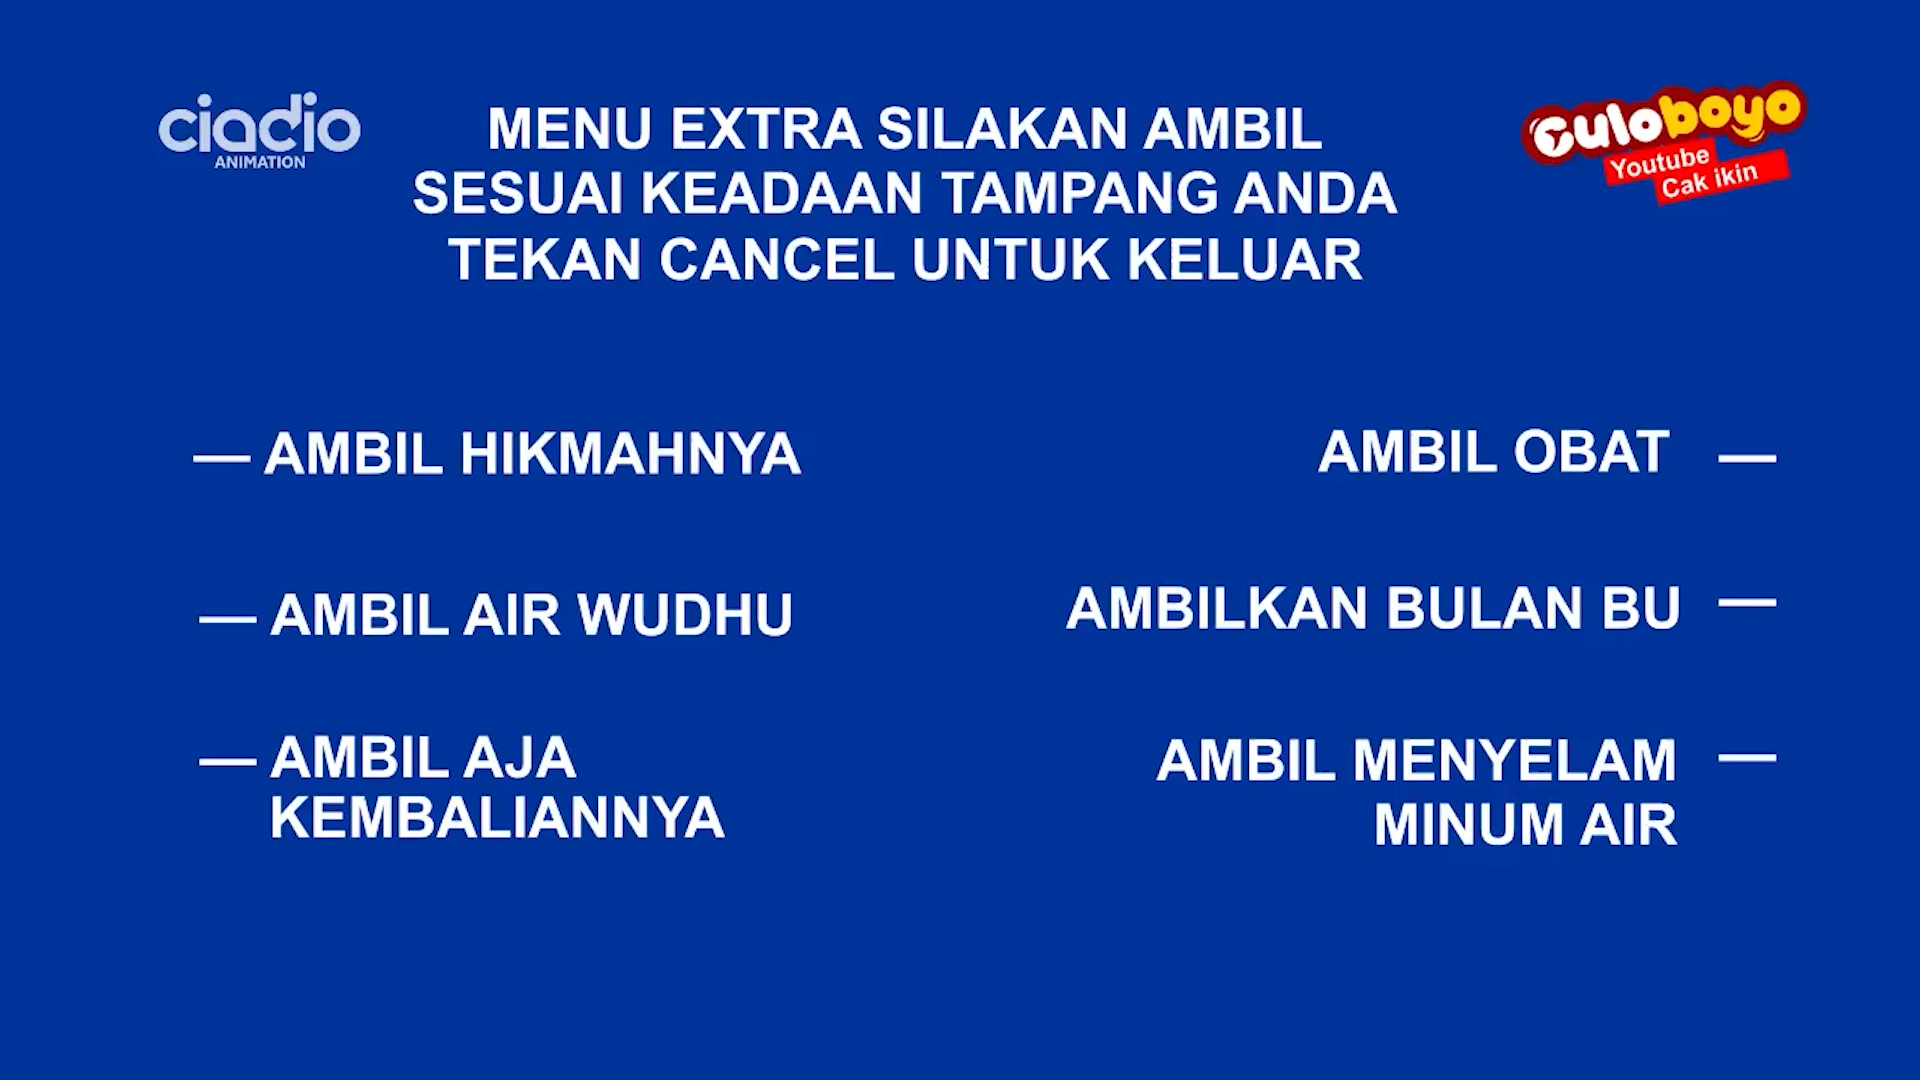 ciadio
ANIMATION
MENU EXTRA SILAKAN AMBIL
SESUAI KEADAAN TAMPANG ANDA
TEKAN CANCEL UNTUK KELUAR
culoboyo
Youtube
Cak ikin
AMBIL HIKMAHNYA
AMBIL AIR WUDHU
AMBIL AJA
KEMBALIANNYA
AMBIL OBAT
AMBILKAN BULAN BU
AMBIL MENYELAM
MINUM AIR